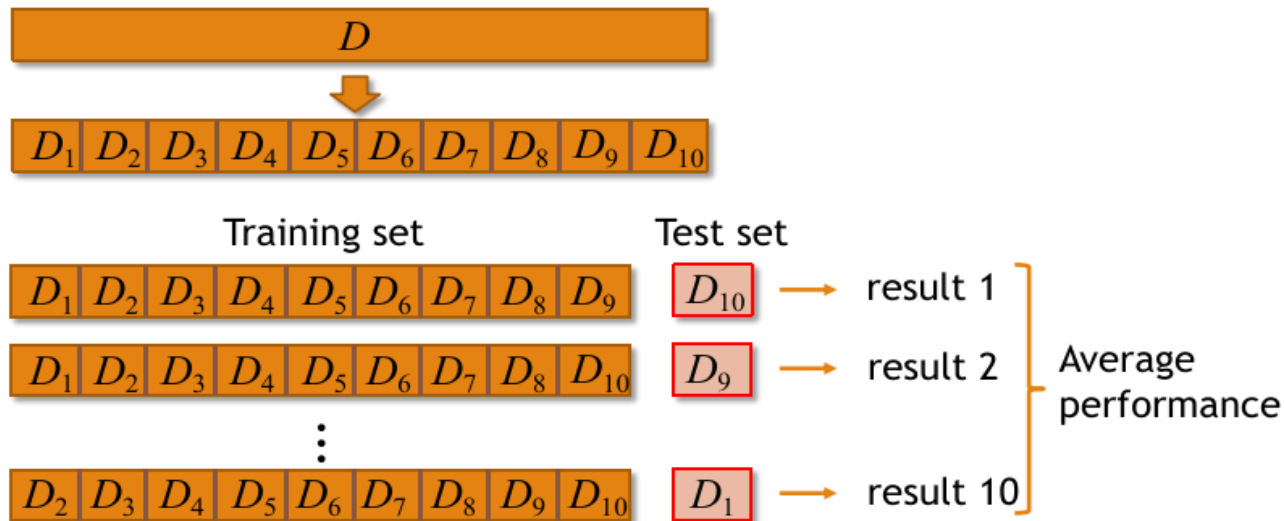 D
D₁ D₂ D₃ D₄ D₅ D₆ D₇ D₈ D₉ D₁₀
Training set Test set
D₁ D₂ D₃ D₄ D₅ D₆ D₇ D₈ D₉ D₁₀ result 1
D₁ D₂ D₃ D₄ D₅ D₆ D₇ D₈ D₁₀ D₉ result 2
Average
performance
⋮
D₂ D₃ D₄ D₅ D₆ D₇ D₈ D₉ D₁₀ D₁ result 10